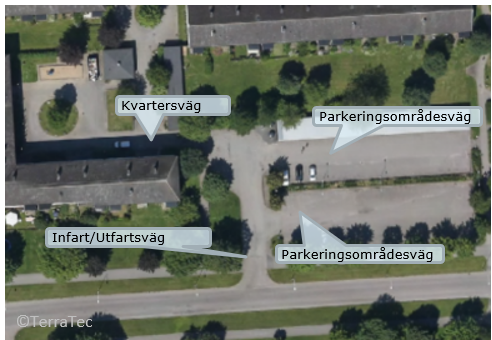 Kvartersväg
Parkeringsområdesväg
Infart/Utfartsväg
Parkeringsområdesväg
©TerraTec